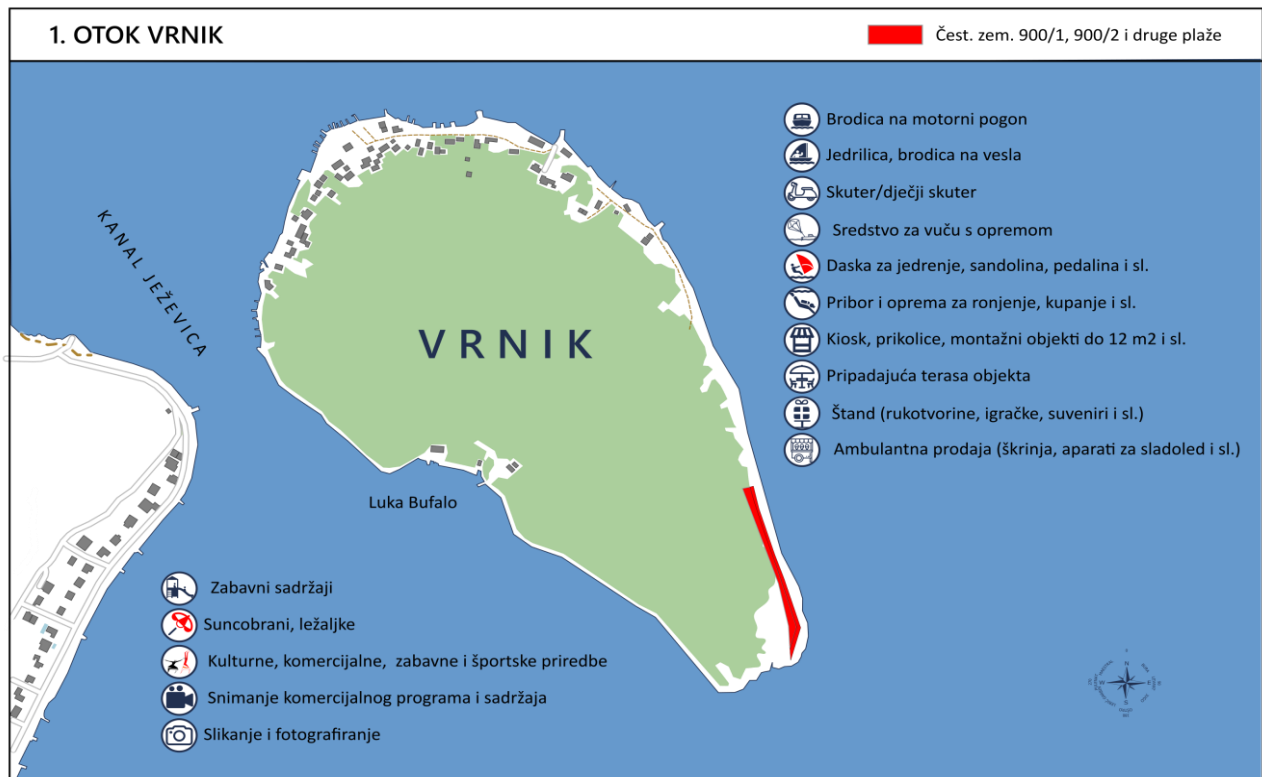 1. OTOK VRNIK
Čest. zem. 900/1, 900/2 i druge plaže
Brodica na motorni pogon
Jedrilica, brodica na vesla
Skuter/dječji skuter
Sredstvo za vuču s opremom
Daska za jedrenje, sandolina, pedalina i sl.
Pribor i oprema za ronjenje, kupanje i sl.
Kiosk, prikolice, montažni objekti do 12 m2 i sl.
Pripadajuća terasa objekta
Štand (rukotvorine, igračke, suveniri i sl.)
Ambulantna prodaja (škrinja, aparati za sladoled i sl.)
KANAL JEŽEVICA
VRNIK
Luka Bufalo
Zabavni sadržaji
Suncobrani, ležaljke
Kulturne, komercijalne, zabavne i športske priredbe
Snimanje komercijalnog programa i sadržaja
Slikanje i fotografiranje
N
W
E
S